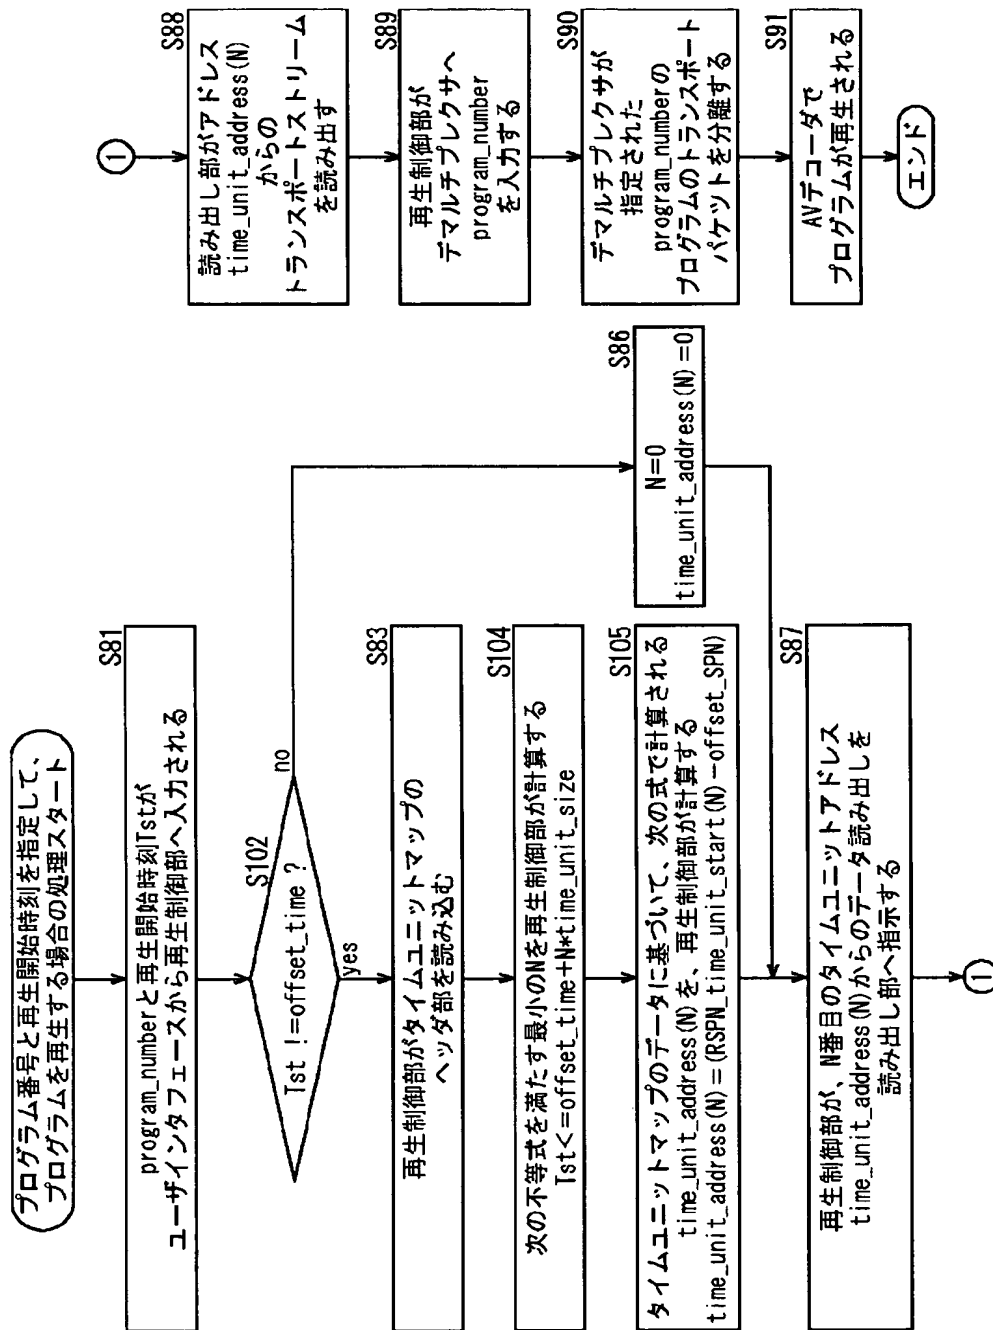 プログラム番号と再生開始時刻を指定して、
プログラムを再生する場合の処理スタート
S81
program_numberと再生開始時刻Tstが
ユーザインタフェースから再生制御部へ入力される
S102
Tst !=offset_time ?
no
yes
S83
再生制御部がタイムユニットマップの
ヘッダ部を読み込む
S104
次の不等式を満たす最小のNを再生制御部が計算する
Tst<=offset_time+N*time_unit_size
S105
タイムユニットマップのデータに基づいて、次の式で計算される
time_unit_address(N)を、再生制御部が計算する
time_unit_address(N)=(RSPN_time_unit_start(N)-offset_SPN)
S86
N=0
time_unit_address(N)=0
S87
再生制御部が、N番目のタイムユニットアドレス
time_unit_address(N)からのデータ読み出しを
読み出し部へ指示する
1
1
S88
読み出し部がアドレス
time_unit_address(N)
からの
トランスポートストリーム
を読み出す
S89
再生制御部が
デマルチプレクサへ
program_number
を入力する
S90
デマルチプレクサが
指定された
program_numberの
プログラムのトランスポート
パケットを分離する
S91
AVデコーダで
プログラムが再生される
エンド